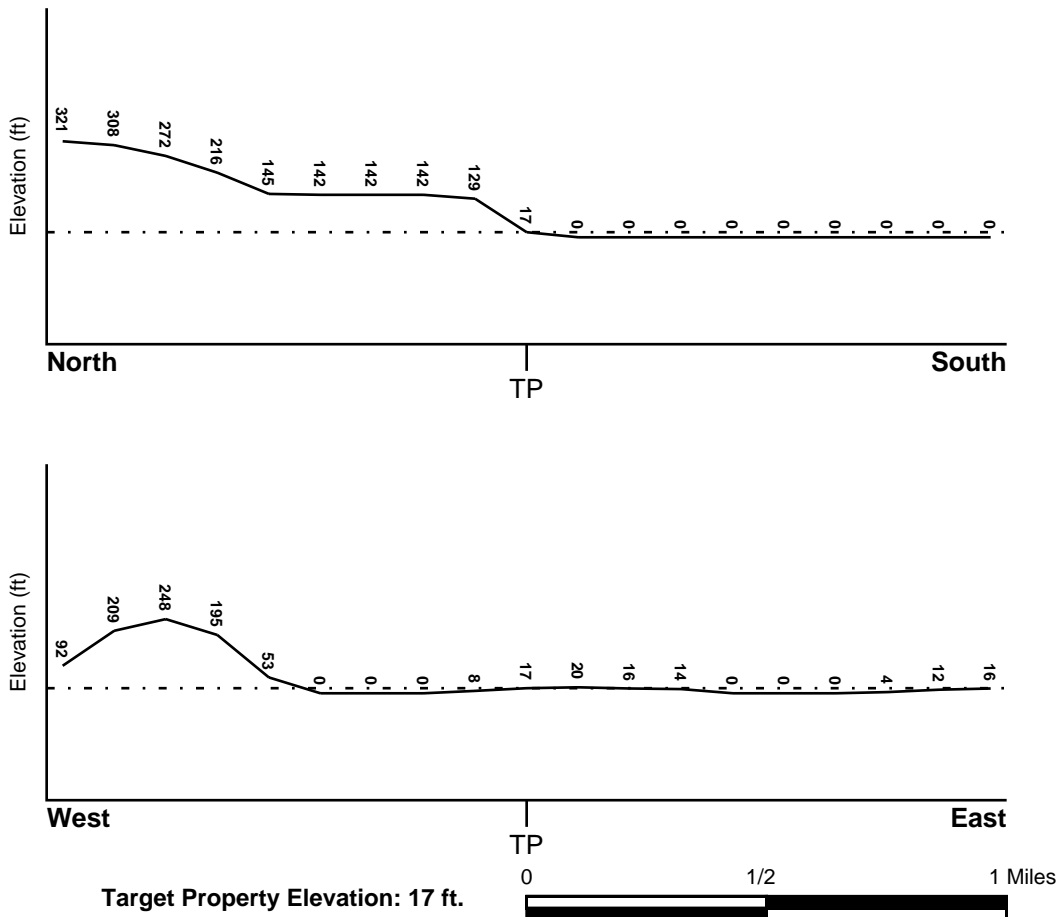 Elevation (ft)
321 308 272 216 145 142 142 142 129 17 0 0 0 0 0 0 0 0 0
North South
TP
Elevation (ft)
92 209 248 195 53 0 0 0 8 17 20 16 14 0 0 0 4 12 16
West East
TP
Target Property Elevation: 17 ft. 0 1/2 1 Miles